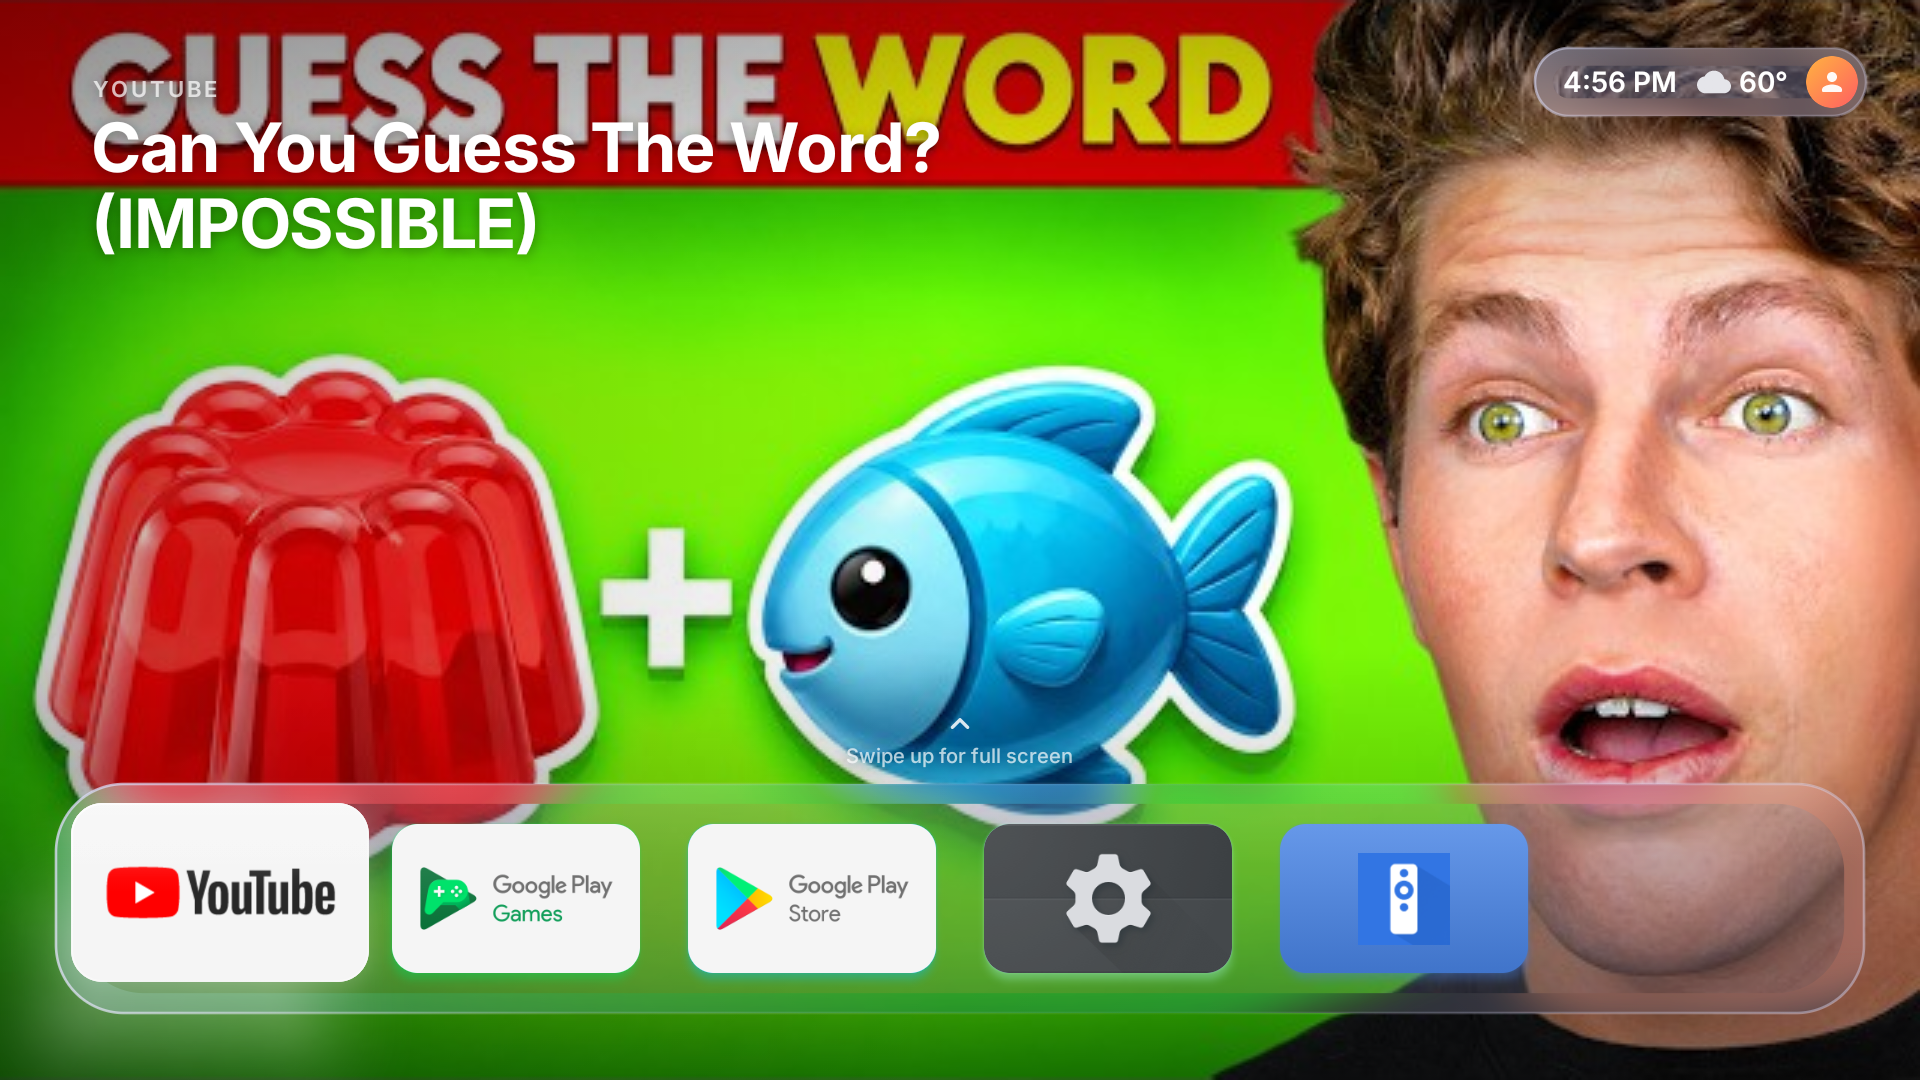 GUESS THE WORD
YOUTUBE
Can You Guess The Word?
(IMPOSSIBLE)
4:56 PM 60°
Swipe up for full screen
YouTube
Google Play
Games
Google Play
Store